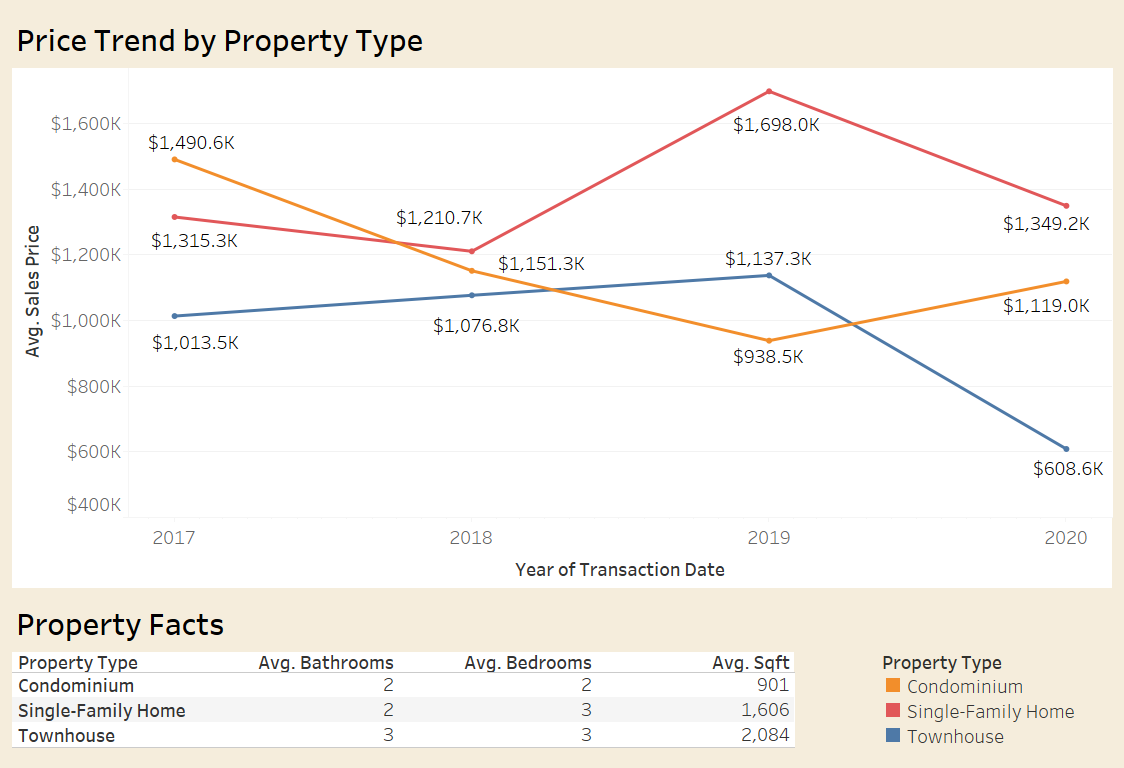 Price Trend by Property Type
$1,600K
$1,400K
$1,200K
$1,000K
$800K
$600K
$400K
Avg. Sales Price
$1,490.6K
$1,315.3K
$1,013.5K
$1,210.7K
$1,151.3K
$1,076.8K
$1,698.0K
$1,137.3K
$938.5K
$1,349.2K
$1,119.0K
$608.6K
2017 2018 2019 2020
Year of Transaction Date
Property Facts
Property Type Avg. Bathrooms Avg. Bedrooms Avg. Sqft
Condominium 2 2 901
Single-Family Home 2 3 1,606
Townhouse 3 3 2,084
Property Type
Condominium
Single-Family Home
Townhouse